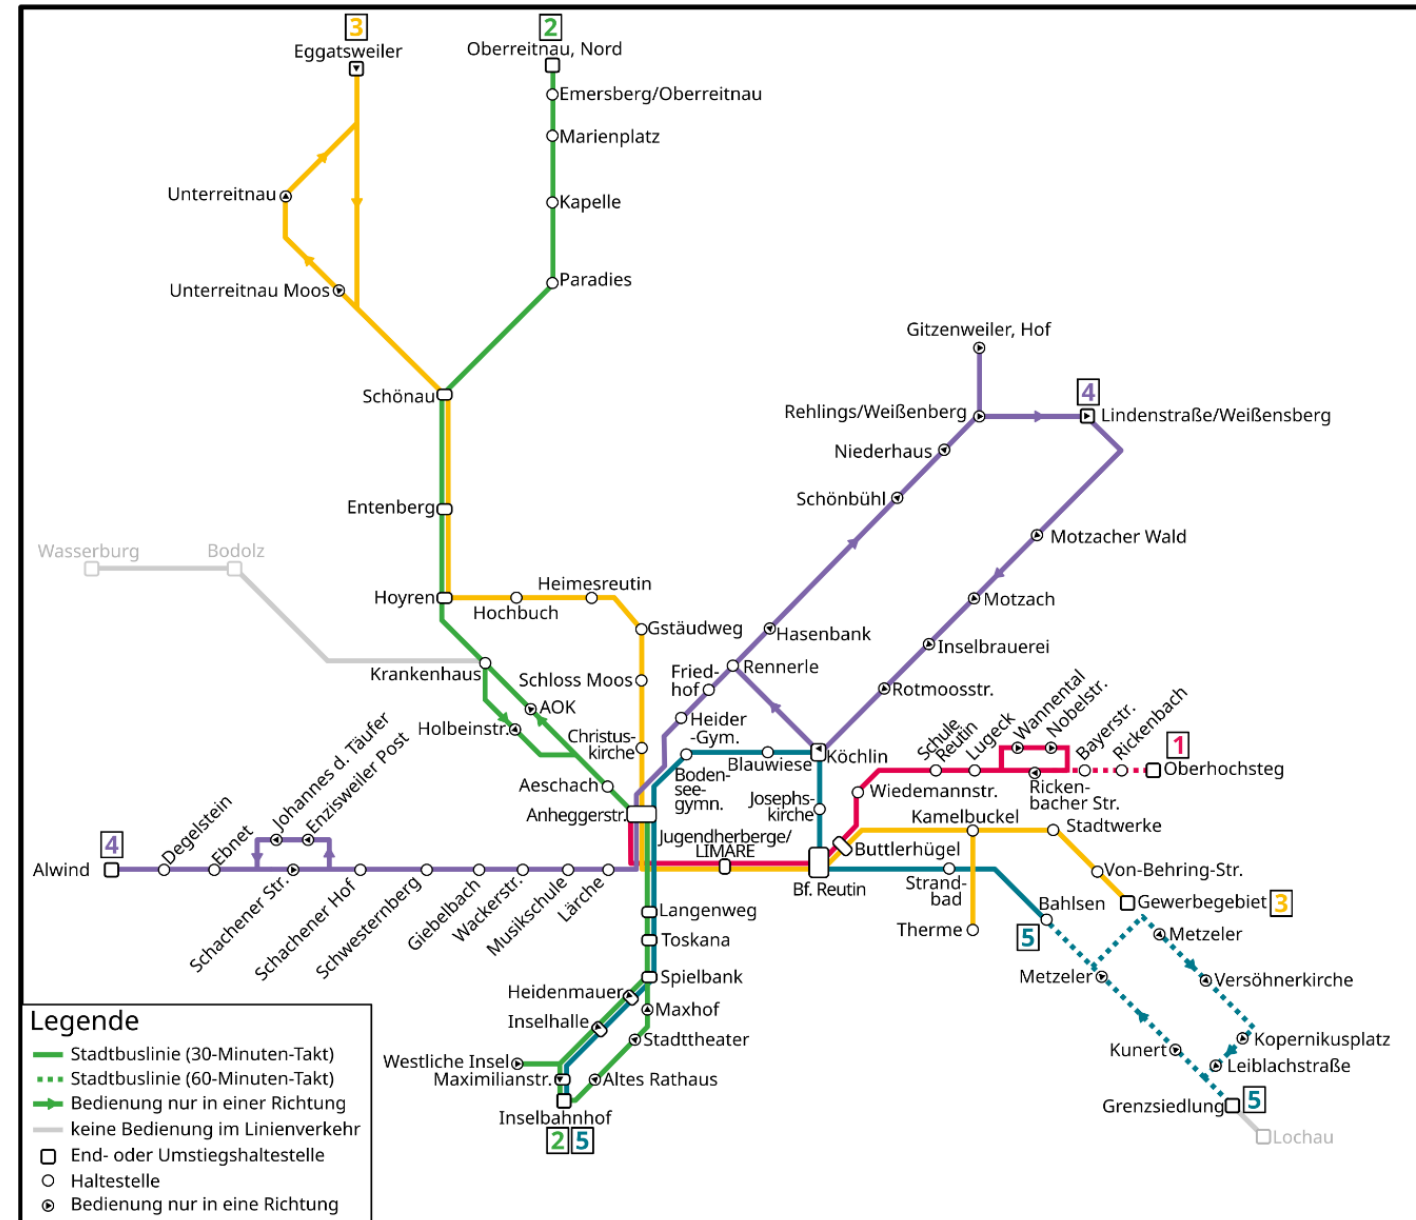 3
2
Eggatsweiler
Oberreitnau, Nord
Emersberg/Oberreitnau
Marienplatz
Unterreitnau
Kapelle
Paradies
Unterreitnau Moos
Gitzenweiler, Hof
Schönau
4
Rehlings/Weißenberg
Lindenstraße/Weißensberg
Niederhaus
Schönbühl
Entenberg
Motzacher Wald
Wasserburg
Bodolz
Heimesreutin
Hoyren
Hochbuch
Motzach
Gstäudweg
Hasenbank
Inselbrauerei
Krankenhaus
Schloss Moos
Fried-
hof
Rennerle
Rotmoosstr.
AOK
Holbeinstr.
Heider
-Gym.
Christus-
kirche
Johannes d. Täufer
Enzisweiler Post
Schule
Reutin
Lugeck
Wannental
Nobelstr.
Bayerstr.
Rickenbach
1
Oberhochsteg
Blauwiese
Köchlin
Boden-
see-
gymn.
Aeschach
Wiedemannstr.
Ricken-
bacher Str.
Josephs-
kirche
Anheggerstr.
Kamelbuckel
Stadtwerke
Jugendherberge/
LIMARE
Buttlerhügel
4
Degelstein
Ebnet
Alwind
Schachener Str.
Schachener Hof
Schwesternberg
Giebelbach
Wackerstr.
Musikschule
Lärche
Bf. Reutin
Strand-
bad
Von-Behring-Str.
Bahlsen
Gewerbegebiet
3
Langenweg
Therme
5
Metzeler
Toskana
Spielbank
Metzeler
Versöhnerkirche
Heidenmauer
Maxhof
Inselhalle
Stadttheater
Kopernikusplatz
Kunert
Westliche Insel
Leiblachstraße
Maximilianstr.
Altes Rathaus
Inselbahnhof
2
5
Grenzsiedlung
5
Lochau
Legende
Stadtbuslinie (30-Minuten-Takt)
Stadtbuslinie (60-Minuten-Takt)
Bedienung nur in einer Richtung
keine Bedienung im Linienverkehr
End- oder Umstiegshaltestelle
Haltestelle
Bedienung nur in eine Richtung